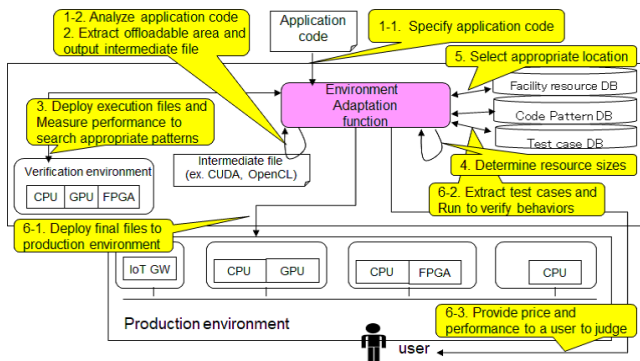 1-2. Analyze application code
2. Extract offloadable area and
output intermediate file
Application
code
1-1.  Specify application code
5. Select appropriate location
Facility resource DB
Code Pattern DB
Test case DB
Environment
Adaptation
function
3. Deploy execution files and
Measure performance to
search appropriate patterns
Verification environment
CPU
GPU
FPGA
Intermediate file
(ex. CUDA, OpenCL)
4. Determine resource sizes
6-2. Extract test cases and
Run to verify behaviors
6-1. Deploy final files to
production environment
IoT GW
CPU
GPU
CPU
FPGA
CPU
Production environment
6-3. Provide price and
performance to a user to judge
user